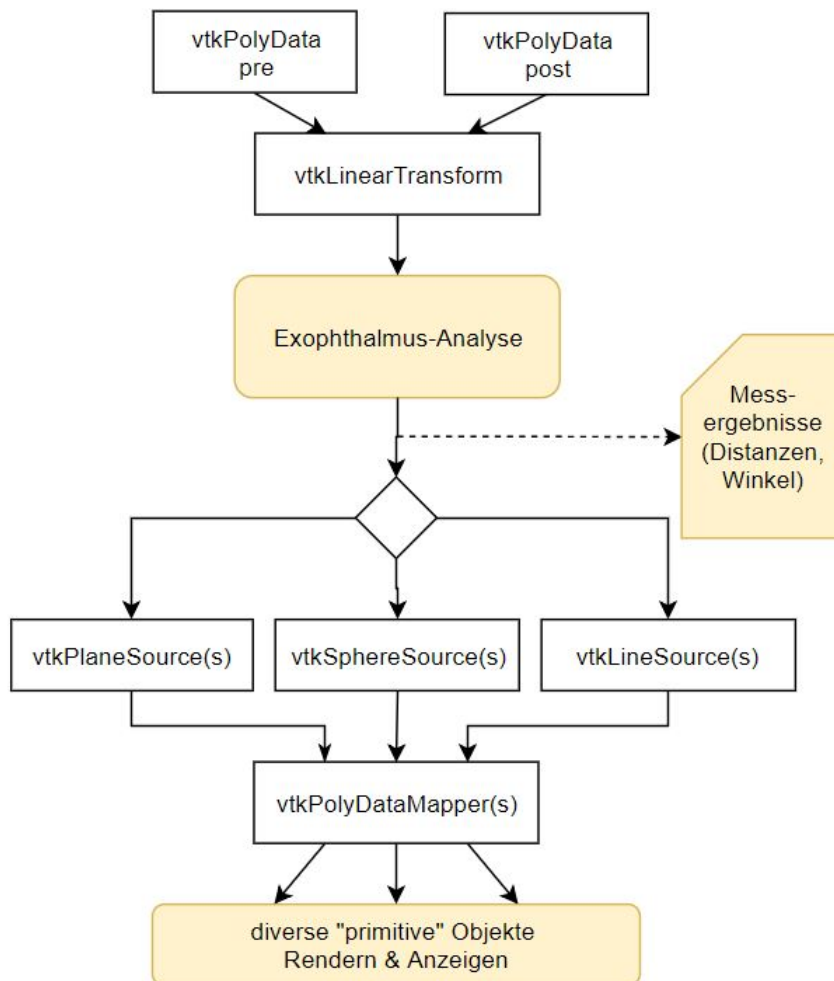 vtkPolyData
pre
vtkPolyData
post
vtkLinearTransform
Exophthalmus-Analyse
Mess-
ergebnisse
(Distanzen,
Winkel)
vtkPlaneSource(s)
vtkSphereSource(s)
vtkLineSource(s)
vtkPolyDataMapper(s)
diverse "primitive" Objekte
Rendern & Anzeigen